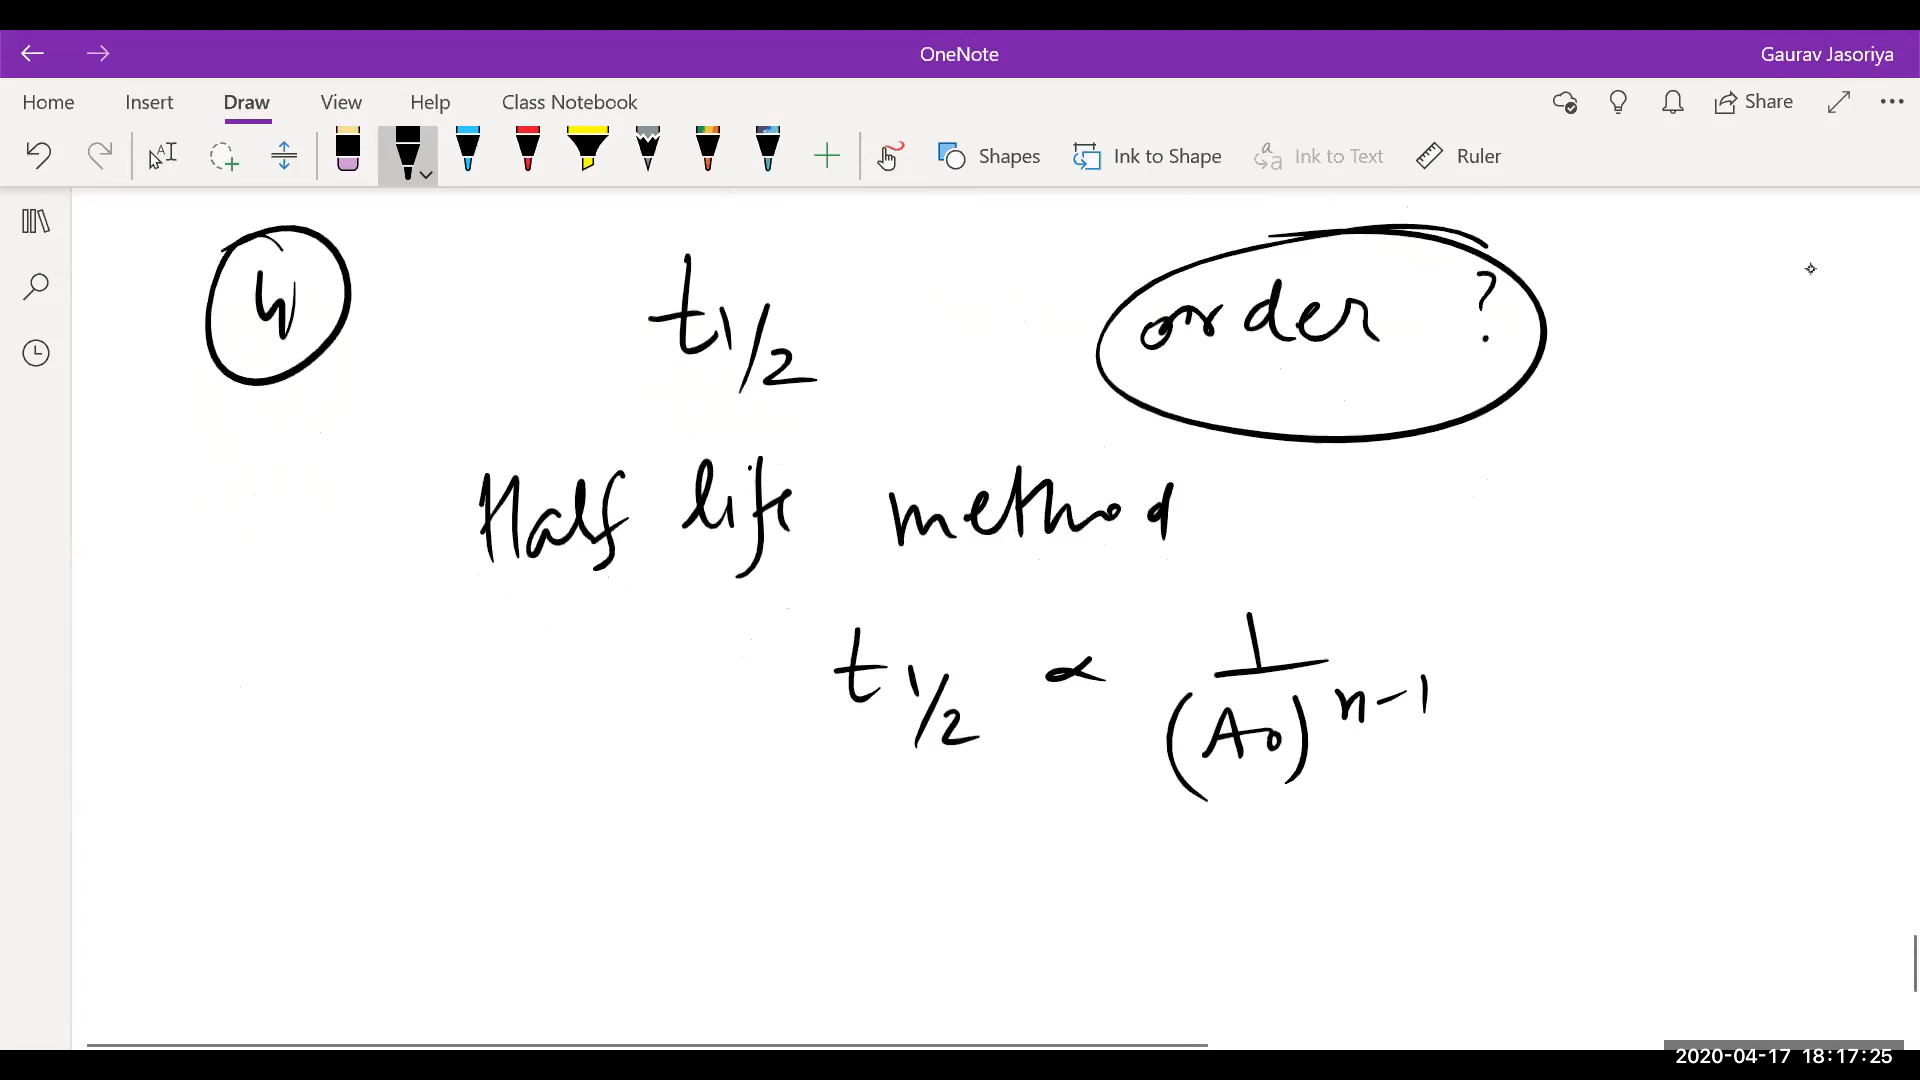 OneNote
Gaurav Jasoriya
Home Insert Draw View Help Class Notebook Share
Shapes Ink to Shape Ink to Text Ruler
4 t1/2 order ?
Half life method
t 1/2 ∝ 1/(A0)^n-1
2020-04-17 18:17:25